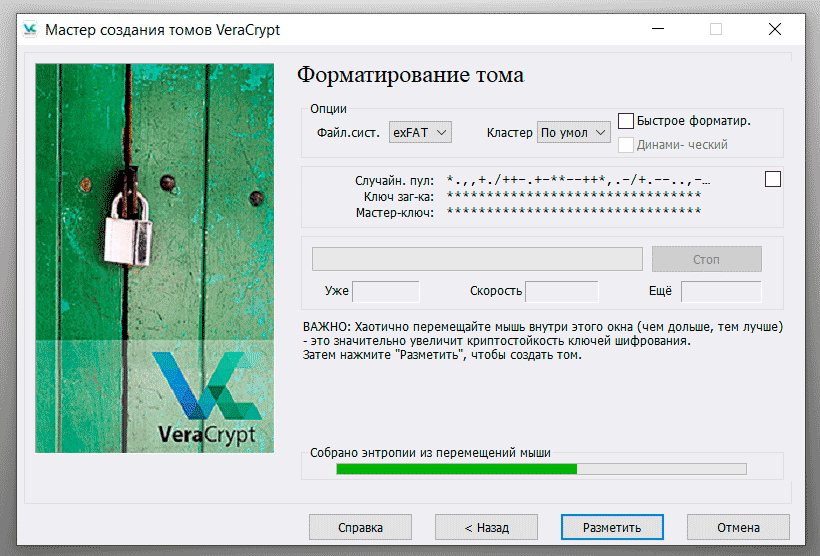 Мастер создания томов VeraCrypt
Форматирование тома
Опции
Файл.сист. exFAT Кластер По умол Быстрое форматир.
Динами- ческий
Случайн. пул: *.,,+./++-.+-**--++*,.-/+.--..,-…
Ключ заг-ка: ********************************
Мастер-ключ: ********************************
Стоп
Уже Скорость Ещё
ВАЖНО: Хаотично перемещайте мышь внутри этого окна (чем дольше, тем лучше)
- это значительно увеличит криптостойкость ключей шифрования.
Затем нажмите "Разметить", чтобы создать том.
VeraCrypt
Собрано энтропии из перемещений мыши
Справка < Назад Разметить Отмена